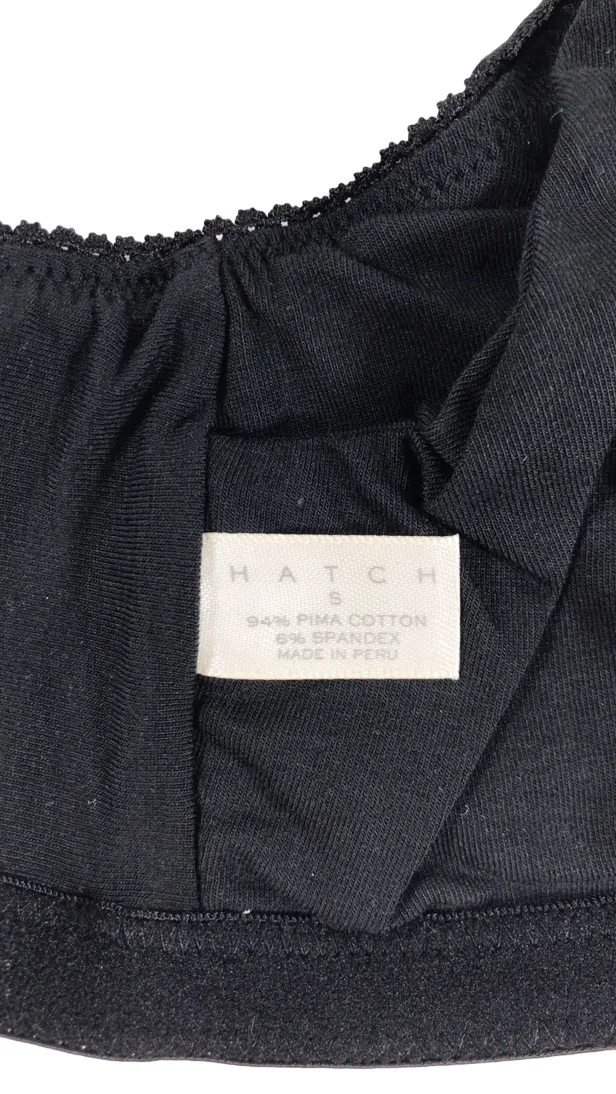 HATCH
S
94% PIMA COTTON
6% SPANDEX
MADE IN PERU